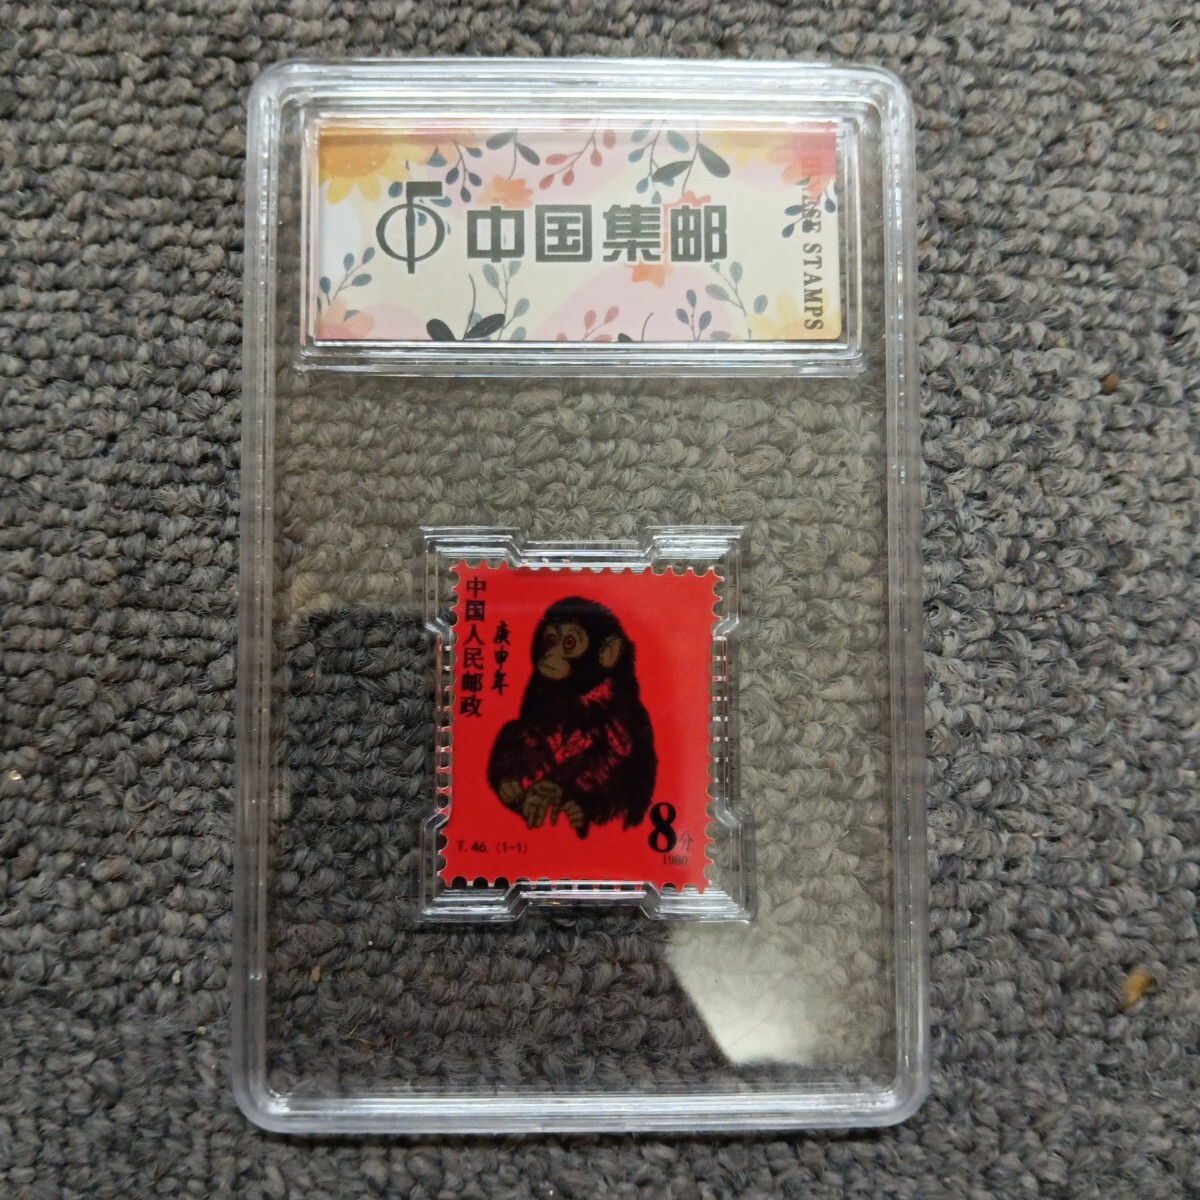 中国集邮
STAMPS
中国人民邮政
庚申年
8分
1980
T. 46. (1-1)